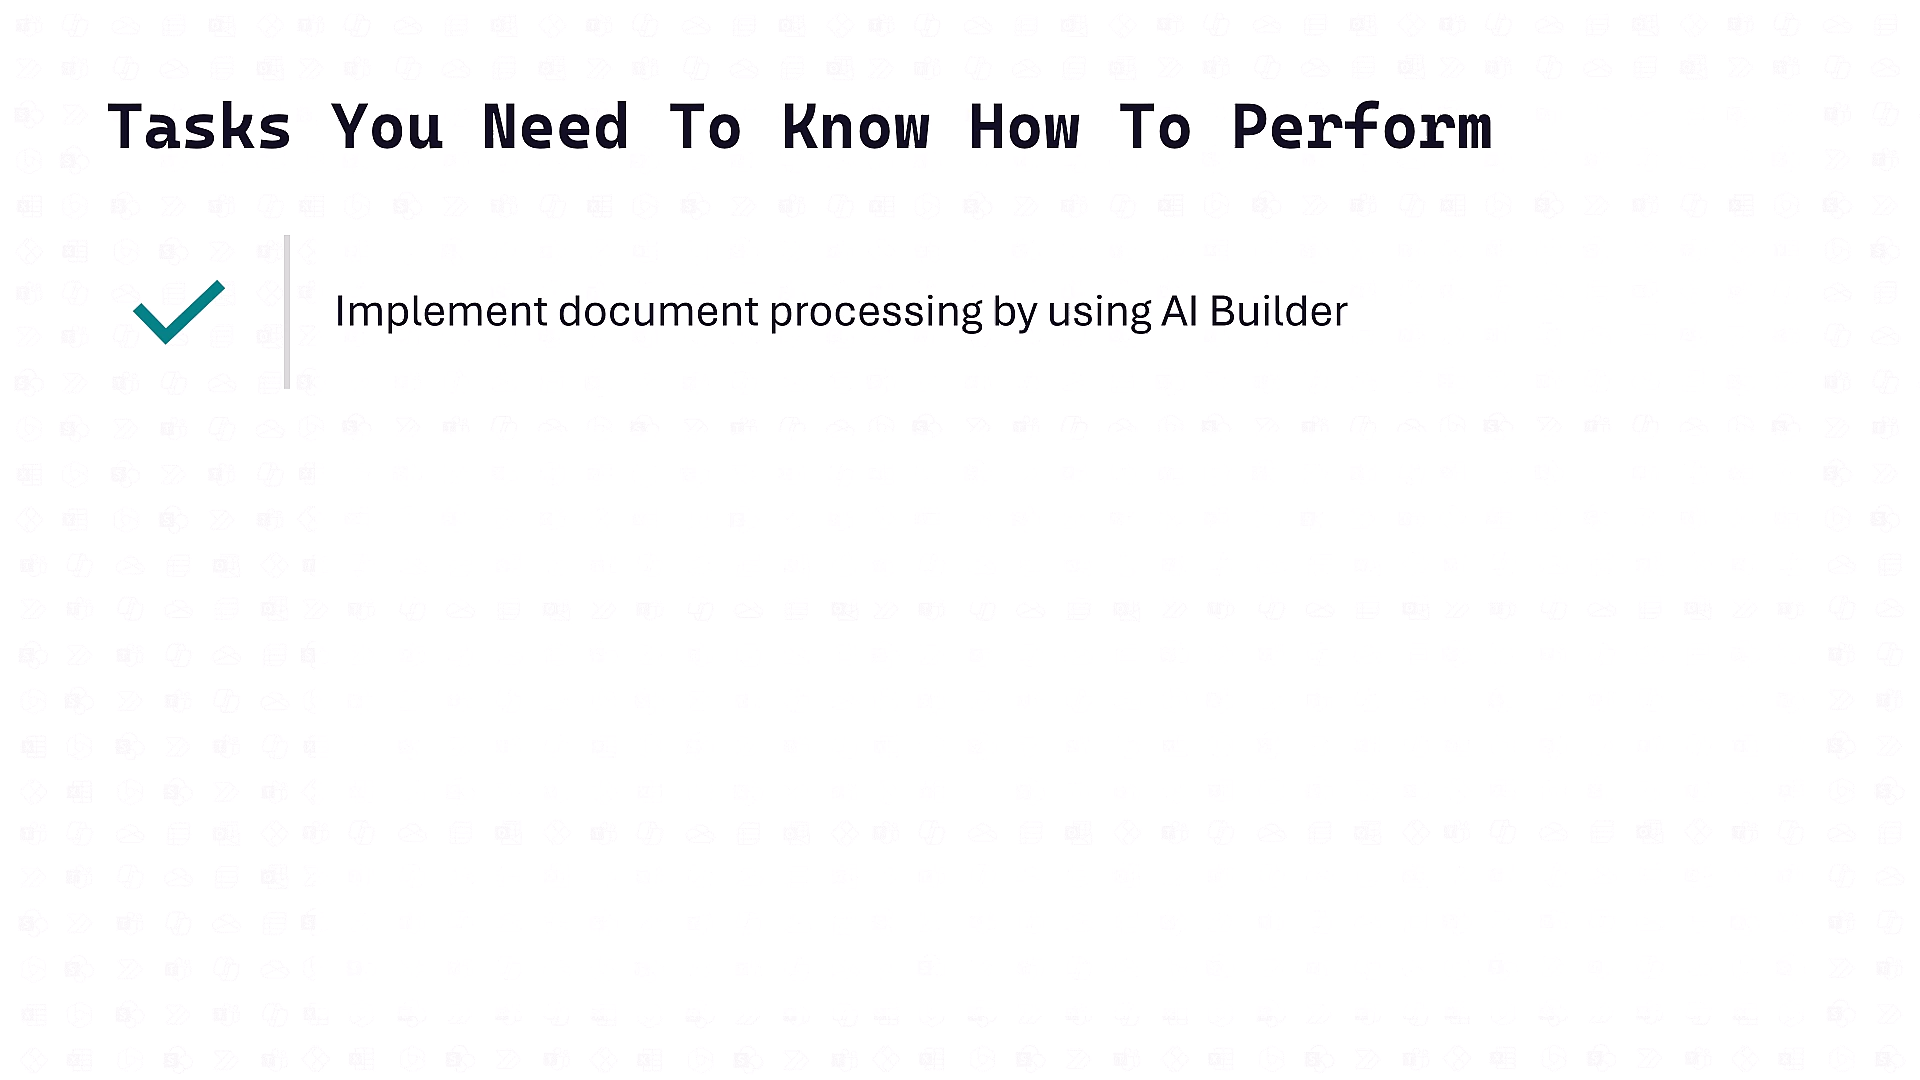 Tasks You Need To Know How To Perform
Implement document processing by using AI Builder